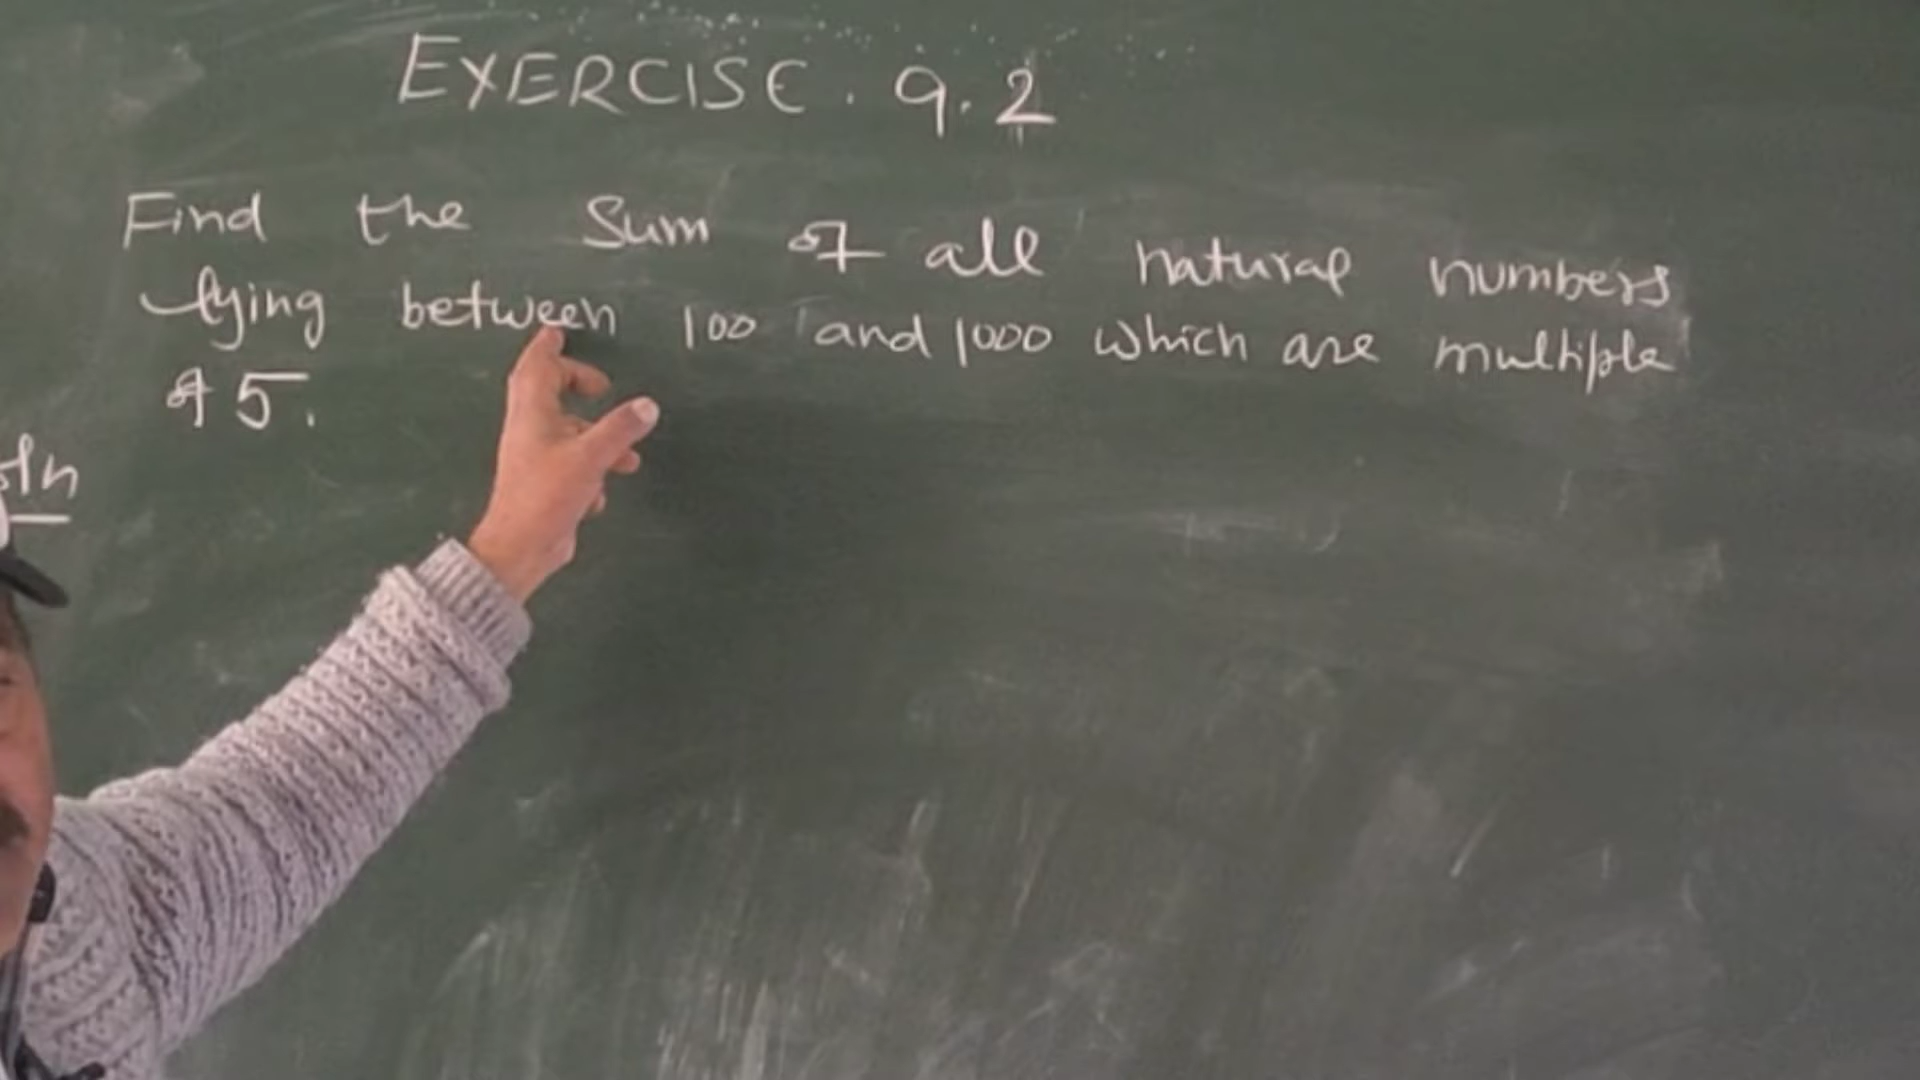 EXERCISE. 9.2
Find the Sum of all natural numbers
lying between 100 and 1000 which are multiple
of 5.
oln